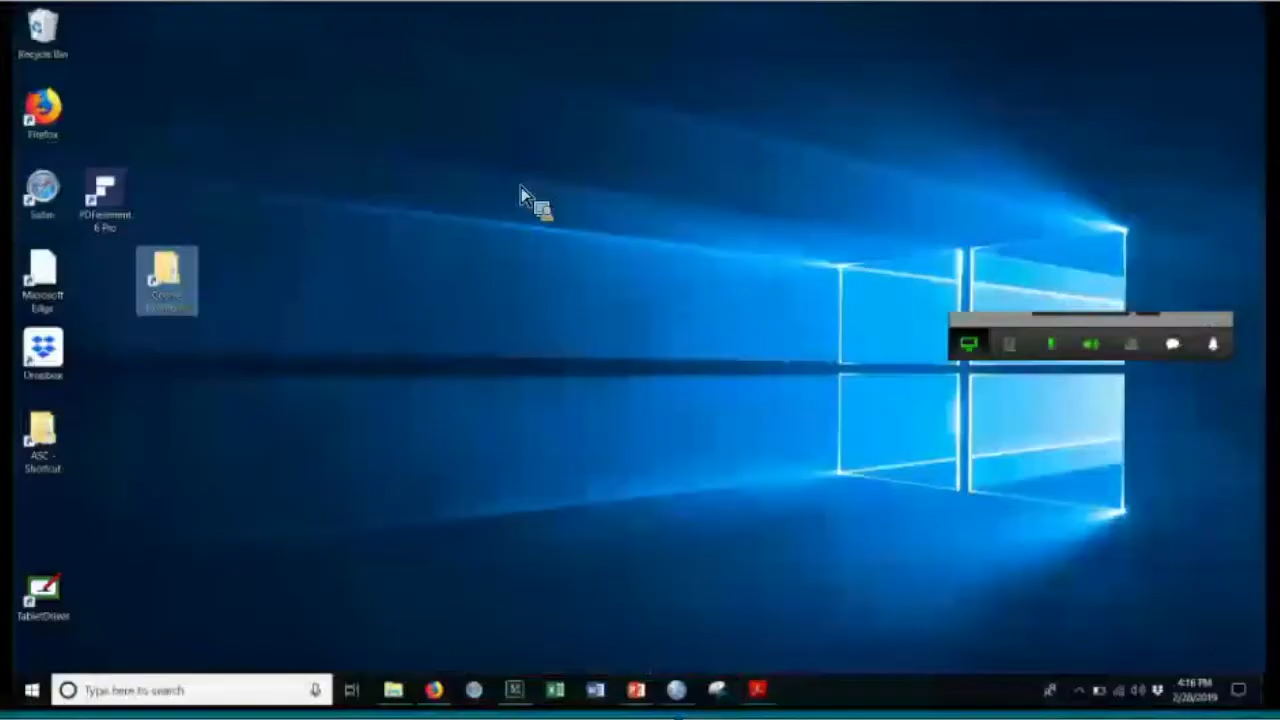 Recycle Bin
Firefox
Safari
PDFelement
6 Pro
Microsoft
Edge
Dropbox
ASC -
Shortcut
TabletDriver
Type here to search
4:16 PM
2/28/2019